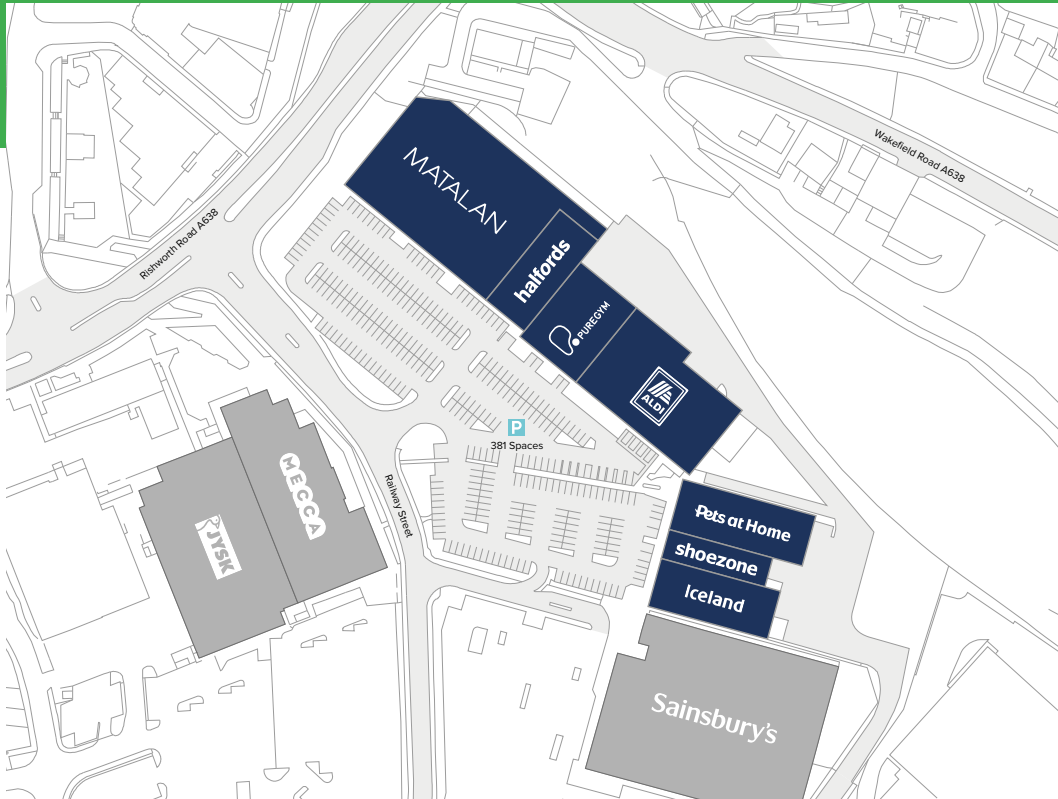 Wakefield Road A638
MATALAN
Rishworth Road A638
halfords
PUREGYM
ALDI
P
381 Spaces
MECCA
Railway Street
JYSK
Pets at Home
shoezone
Iceland
Sainsbury's